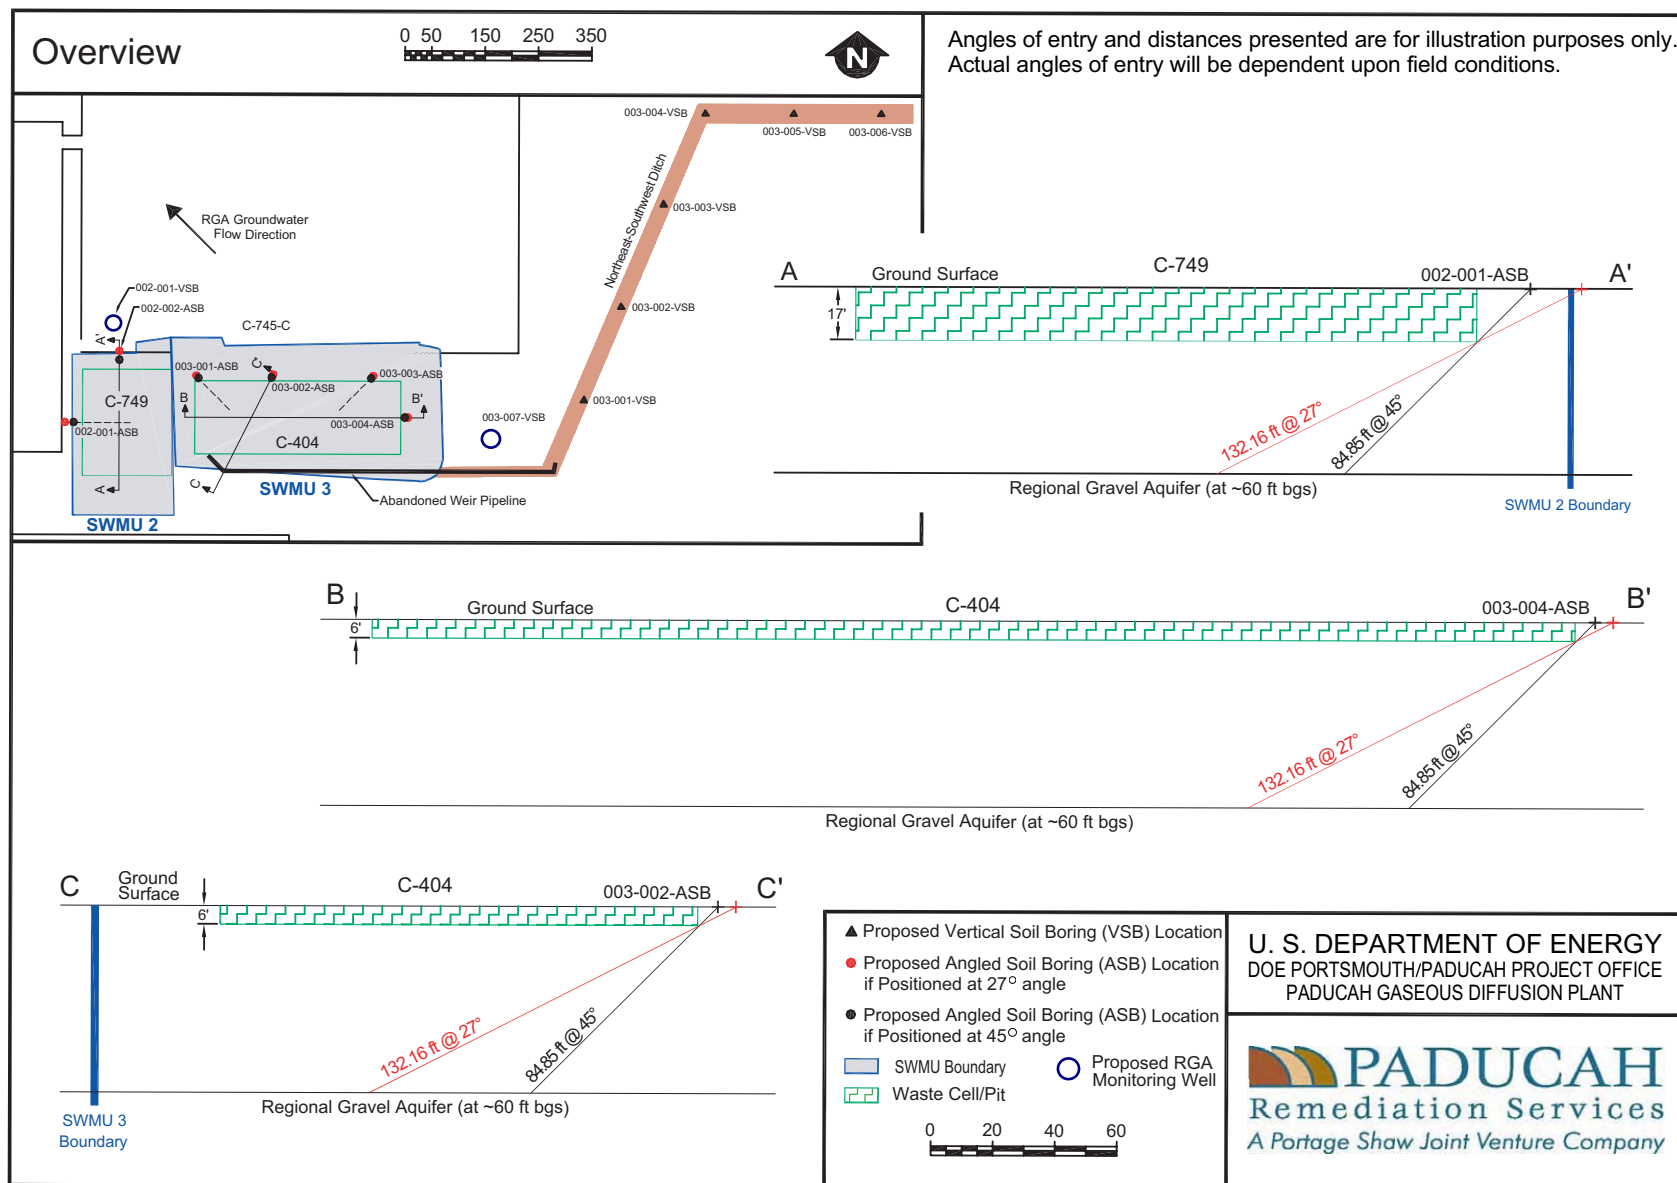 Overview
0 50 150 250 350
N
Angles of entry and distances presented are for illustration purposes only.
Actual angles of entry will be dependent upon field conditions.
003-004-VSB
003-005-VSB
003-006-VSB
Northeast-Southwest Ditch
003-003-VSB
RGA Groundwater
Flow Direction
002-001-VSB
002-002-ASB
003-002-VSB
C-745-C
A'
C'
003-001-ASB
003-002-ASB
003-003-ASB
C-749
B
B'
003-001-VSB
002-001-ASB
003-004-ASB
003-007-VSB
C-404
A
C
SWMU 3
Abandoned Weir Pipeline
SWMU 2
A
Ground Surface
C-749
002-001-ASB
A'
17'
132.16 ft @ 27°
84.85 ft @ 45°
Regional Gravel Aquifer (at ~60 ft bgs)
SWMU 2 Boundary
B
Ground Surface
C-404
003-004-ASB
B'
6'
132.16 ft @ 27°
84.85 ft @ 45°
Regional Gravel Aquifer (at ~60 ft bgs)
C
Ground
Surface
C-404
003-002-ASB
C'
6'
132.16 ft @ 27°
84.85 ft @ 45°
Regional Gravel Aquifer (at ~60 ft bgs)
SWMU 3
Boundary
Proposed Vertical Soil Boring (VSB) Location
Proposed Angled Soil Boring (ASB) Location
if Positioned at 27° angle
Proposed Angled Soil Boring (ASB) Location
if Positioned at 45° angle
SWMU Boundary
Proposed RGA
Monitoring Well
Waste Cell/Pit
0 20 40 60
U. S. DEPARTMENT OF ENERGY
DOE PORTSMOUTH/PADUCAH PROJECT OFFICE
PADUCAH GASEOUS DIFFUSION PLANT
PADUCAH
Remediation Services
A Portage Shaw Joint Venture Company